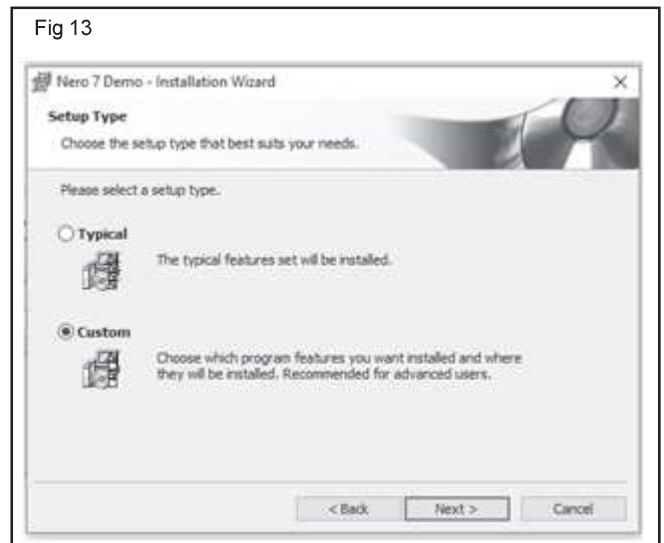 Fig 13
Nero 7 Demo - Installation Wizard
Setup Type
Choose the setup type that best suits your needs.
Please select a setup type.
Typical
The typical features set will be installed.
Custom
Choose which program features you want installed and where
they will be installed. Recommended for advanced users.
< Back
Next >
Cancel